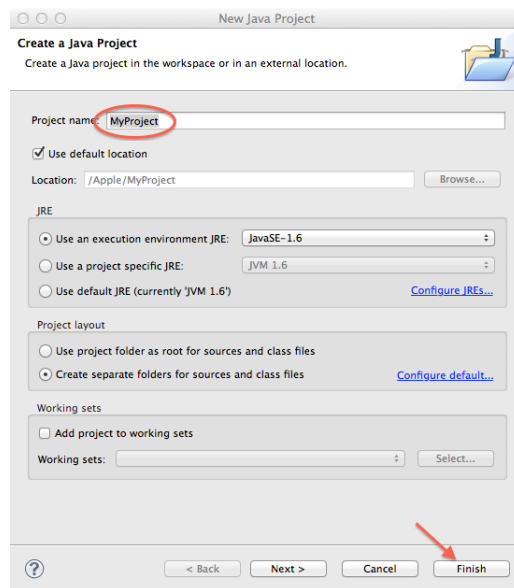 New Java Project
Create a Java Project
Create a Java project in the workspace or in an external location.
Project name: MyProject
Use default location
Location: /Apple/MyProject Browse...
JRE
Use an execution environment JRE: JavaSE-1.6
Use a project specific JRE: JVM 1.6
Use default JRE (currently 'JVM 1.6') Configure JREs...
Project layout
Use project folder as root for sources and class files
Create separate folders for sources and class files Configure default...
Working sets
Add project to working sets
Working sets: Select...
? < Back Next > Cancel Finish